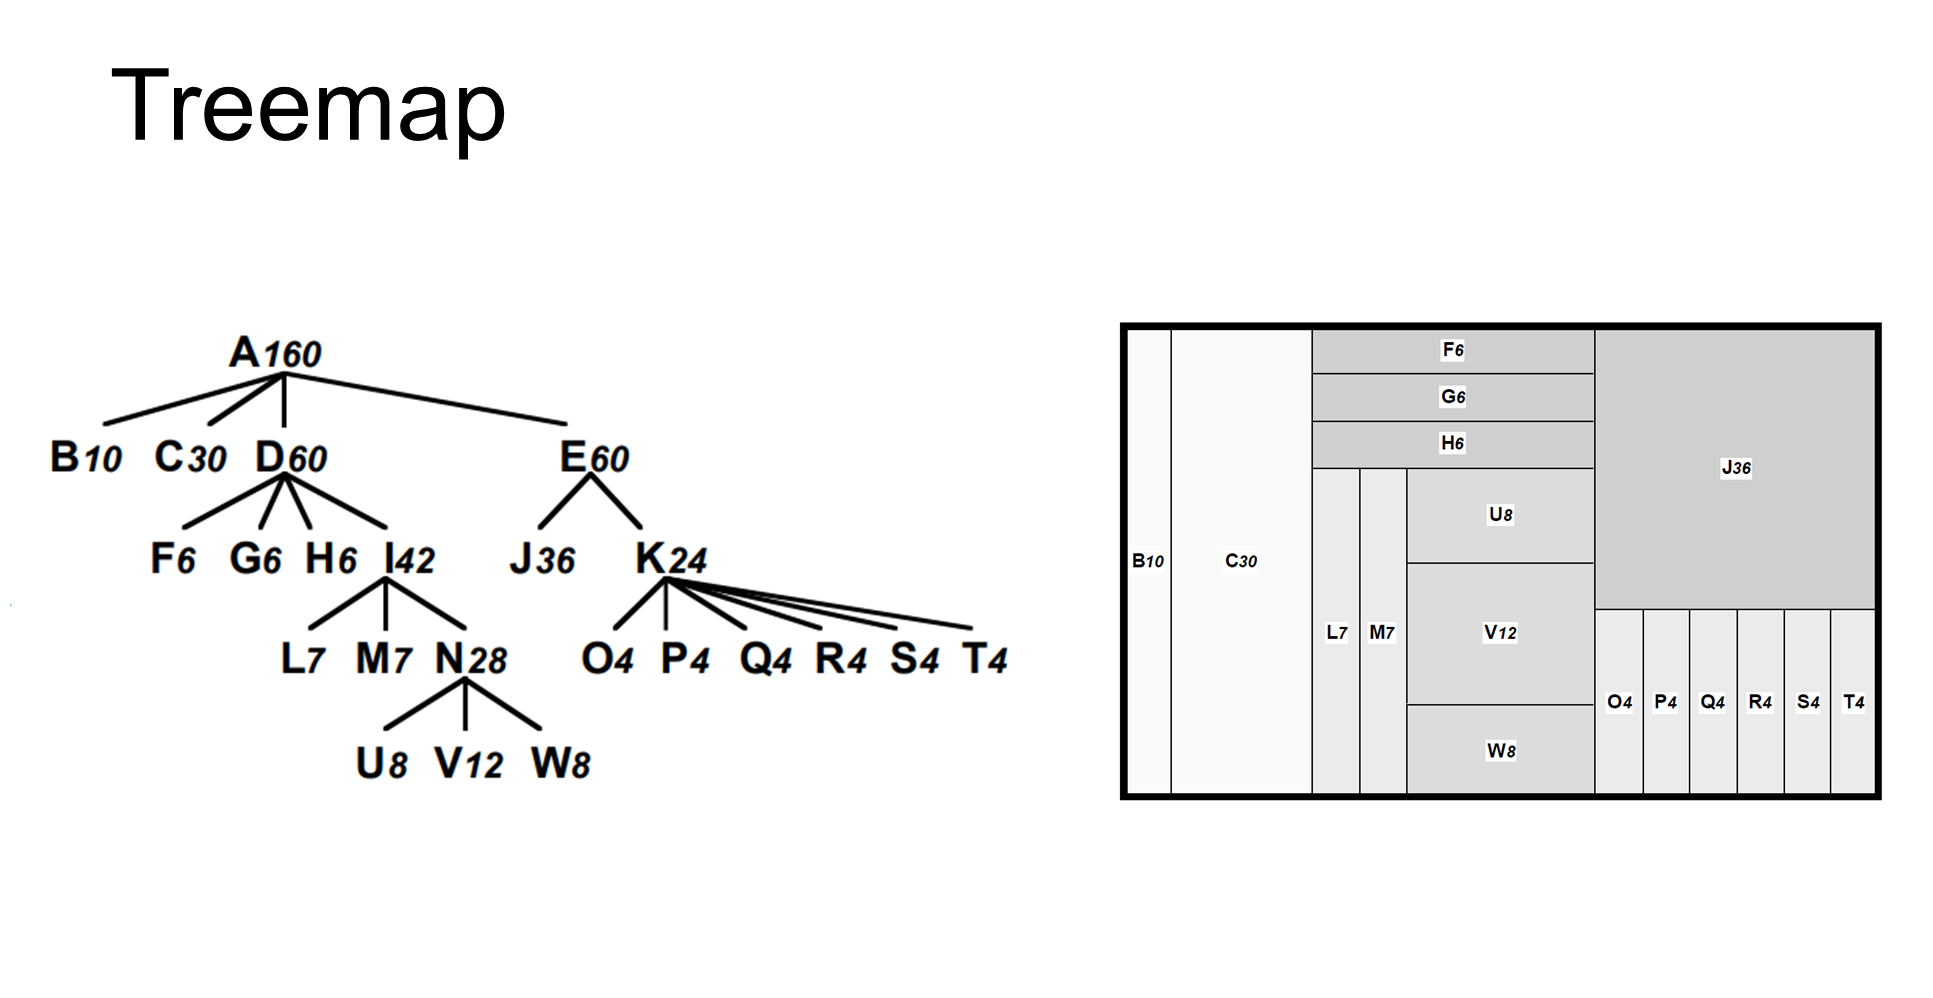 Treemap
A160
B10 C30 D60 E60
F6 G6 H6 I42 J36 K24
L7 M7 N28 O4 P4 Q4 R4 S4 T4
U8 V12 W8
F6
G6
H6
J36
U8
B10 C30
L7 M7 V12
O4 P4 Q4 R4 S4 T4
W8